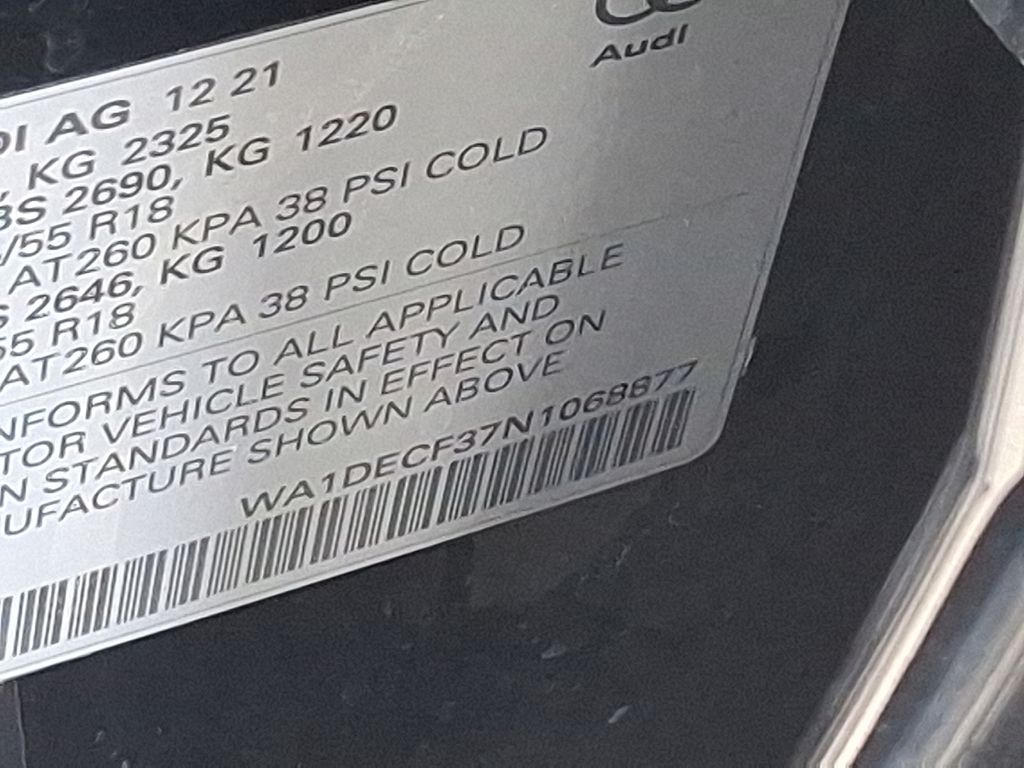 Audi
DI AG 12 21
, KG 2325
BS 2690, KG 1220
/55 R18
AT260 KPA 38 PSI COLD
S 2646, KG 1200
55 R18
AT260 KPA 38 PSI COLD
NFORMS TO ALL APPLICABLE
TOR VEHICLE SAFETY AND
N STANDARDS IN EFFECT ON
UFACTURE SHOWN ABOVE
WA1DECF37N1068877